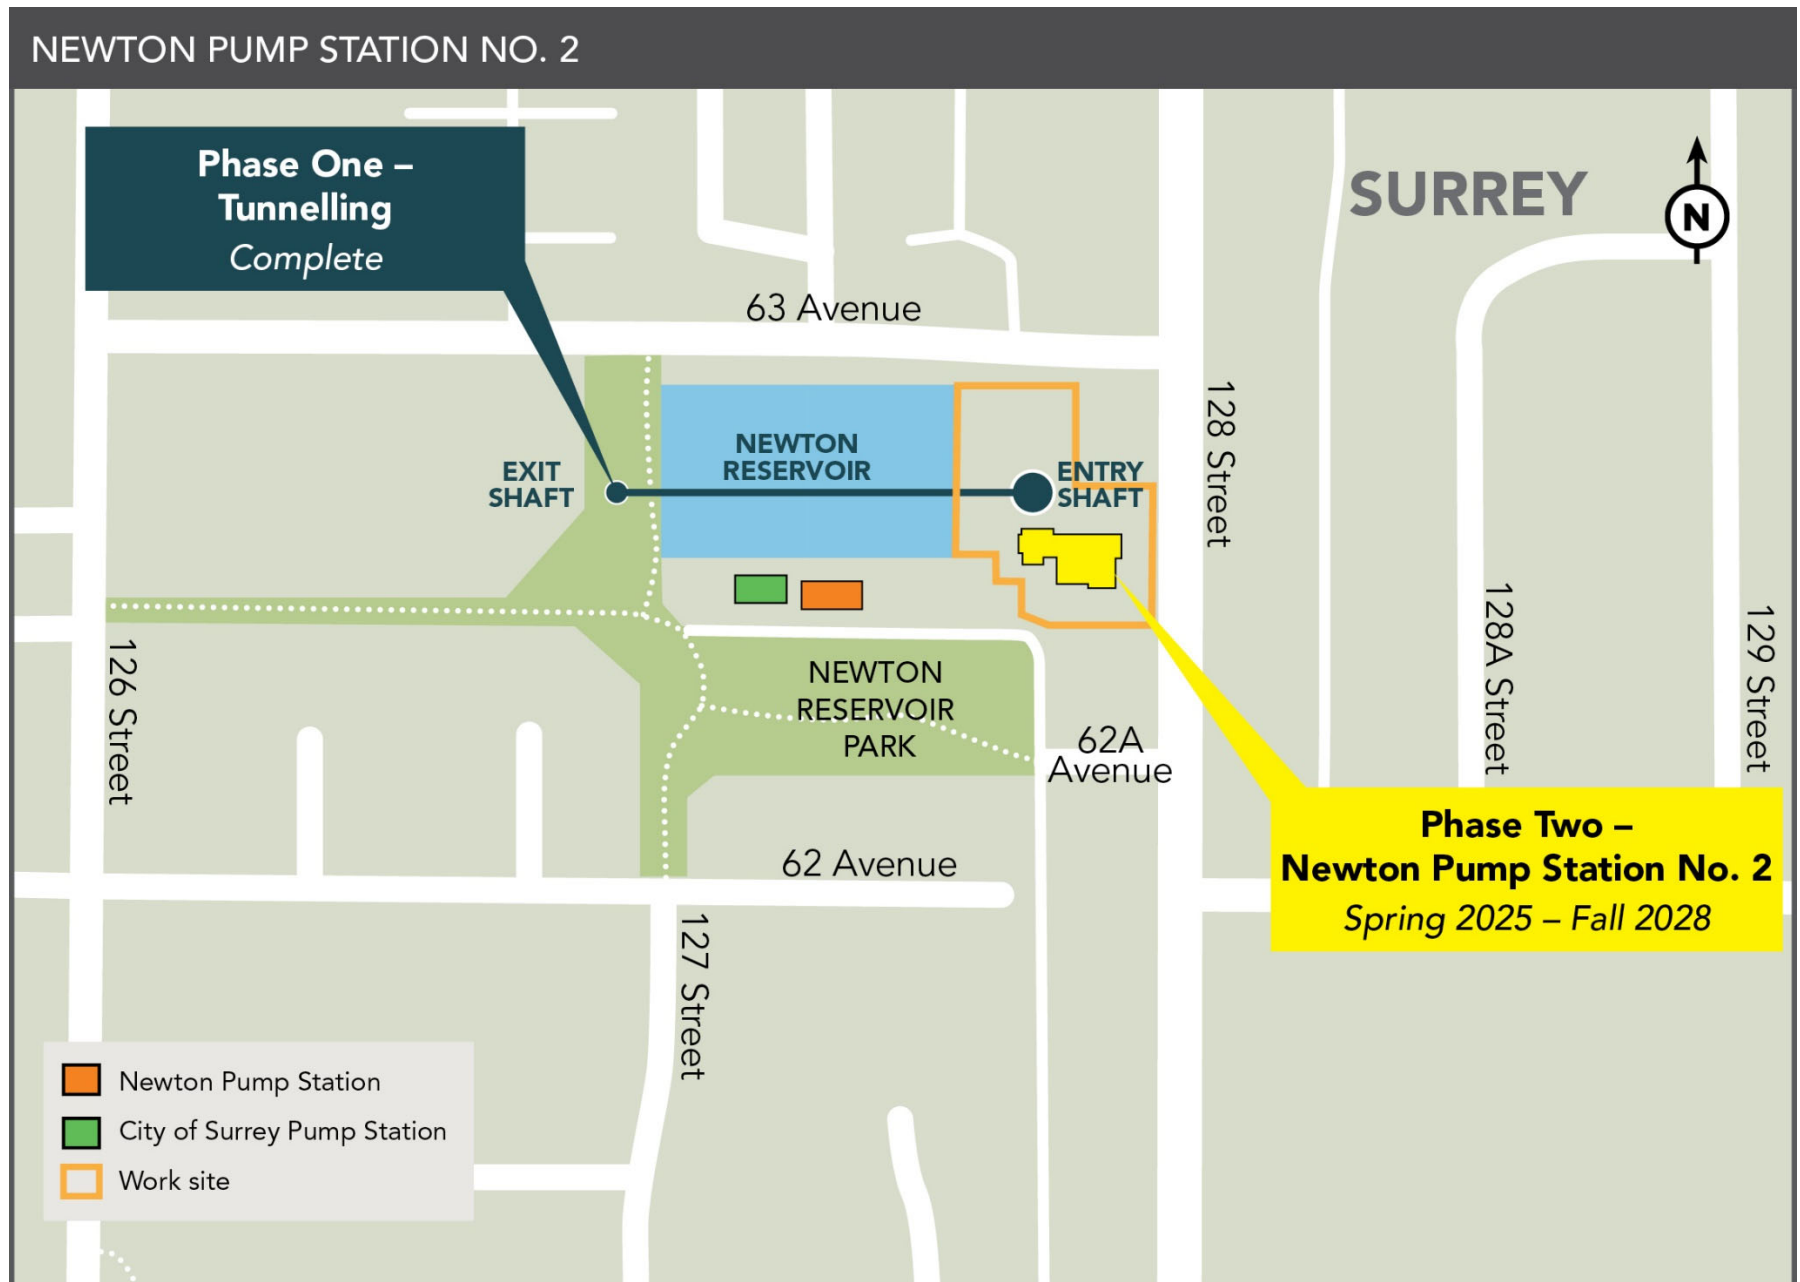 NEWTON PUMP STATION NO. 2
Phase One –
Tunnelling
Complete
SURREY
N
63 Avenue
128 Street
NEWTON
RESERVOIR
EXIT
SHAFT
ENTRY
SHAFT
126 Street
128A Street
129 Street
NEWTON
RESERVOIR
PARK
62A
Avenue
62 Avenue
Phase Two –
Newton Pump Station No. 2
Spring 2025 – Fall 2028
127 Street
Newton Pump Station
City of Surrey Pump Station
Work site